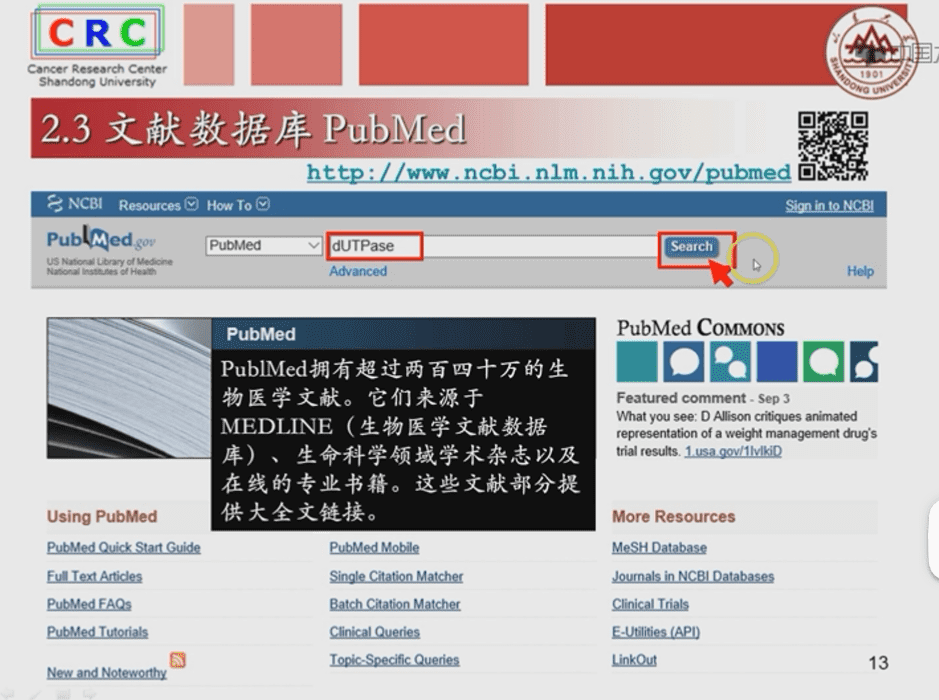 CRC
Cancer Research Center
Shandong University
SHANDONG UNIVERSITY
1901
中国大
2.3 文献数据库 PubMed
http://www.ncbi.nlm.nih.gov/pubmed
NCBI Resources How To Sign in to NCBI
PubMed.gov
US National Library of Medicine
National Institutes of Health
PubMed dUTPase Search
Advanced Help
PubMed
PublMed拥有超过两百四十万的生
物医学文献。它们来源于
MEDLINE（生物医学文献数据
库）、生命科学领域学术杂志以及
在线的专业书籍。这些文献部分提
供大全文链接。
PubMed COMMONS
Featured comment - Sep 3
What you see: D Allison critiques animated
representation of a weight management drug's
trial results. 1.usa.gov/1lvlkiD
Using PubMed
PubMed Quick Start Guide
Full Text Articles
PubMed FAQs
PubMed Tutorials
New and Noteworthy
PubMed Mobile
Single Citation Matcher
Batch Citation Matcher
Clinical Queries
Topic-Specific Queries
More Resources
MeSH Database
Journals in NCBI Databases
Clinical Trials
E-Utilities (API)
LinkOut
13